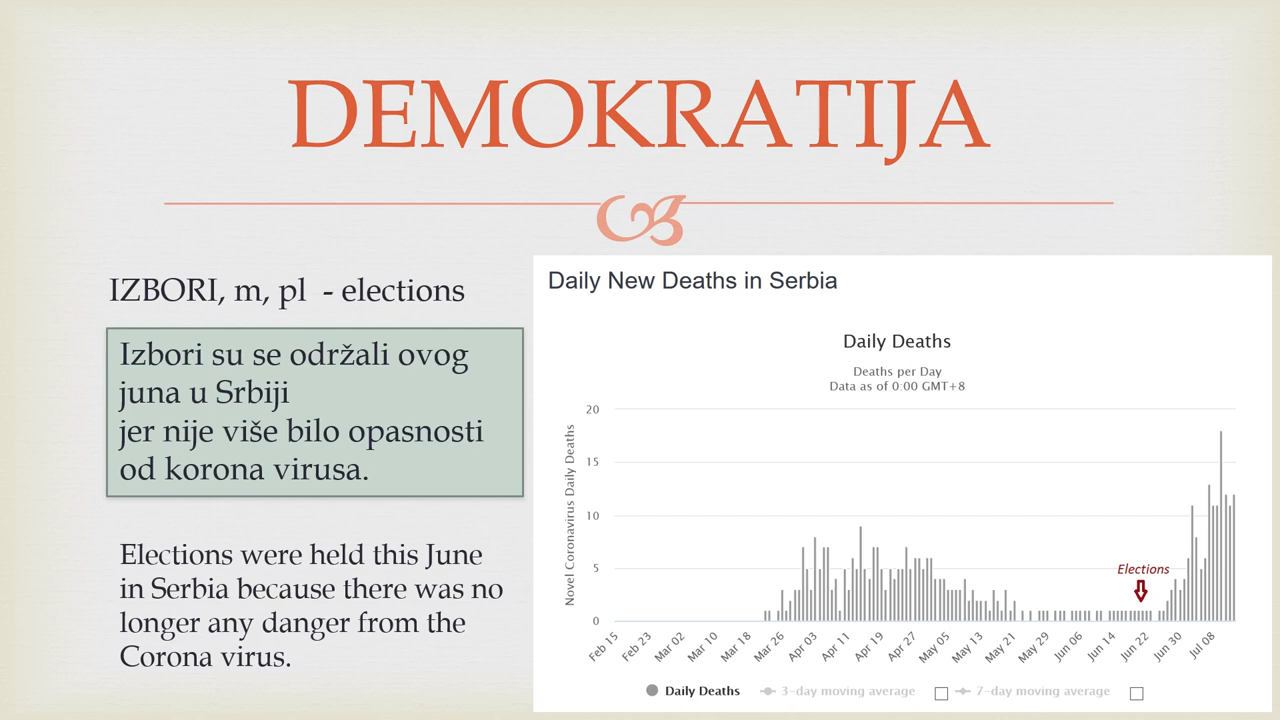 DEMOKRATIJA
IZBORI, m, pl - elections
Izbori su se održali ovog
juna u Srbiji
jer nije više bilo opasnosti
od korona virusa.
Elections were held this June
in Serbia because there was no
longer any danger from the
Corona virus.
Daily New Deaths in Serbia
Daily Deaths
Deaths per Day
Data as of 0:00 GMT+8
Novel Coronavirus Daily Deaths
20
15
10
5
0
Elections
Feb 15
Feb 23
Mar 02
Mar 10
Mar 18
Mar 26
Apr 03
Apr 11
Apr 19
Apr 27
May 05
May 13
May 21
May 29
Jun 06
Jun 14
Jun 22
Jun 30
Jul 08
Daily Deaths
3-day moving average
7-day moving average